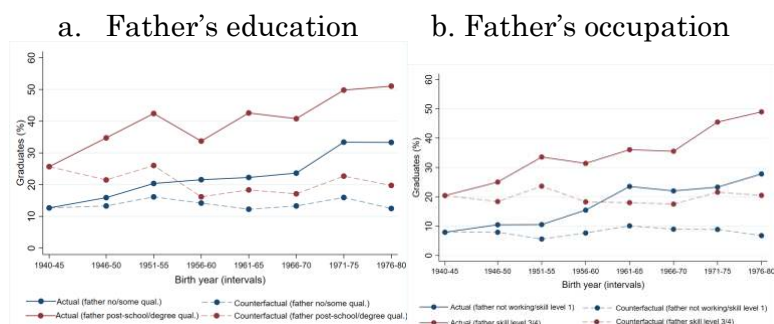 a. Father's education
b. Father's occupation
Graduates (%)
60
50
40
30
20
10
0
1940-45 1946-50 1951-55 1956-60 1961-65 1966-70 1971-75 1976-80
Birth year (intervals)
Actual (father no/some qual.) Counterfactual (father no/some qual.)
Actual (father post-school/degree qual.) Counterfactual (father post-school/degree qual.)
Graduates (%)
60
50
40
30
20
10
0
1940-45 1946-50 1951-55 1956-60 1961-65 1966-70 1971-75 1976-80
Birth year (intervals)
Actual (father not working/skill level 1) Counterfactual (father not working/skill level 1)
Actual (father skill level 3/4) Counterfactual (father skill level 3/4)